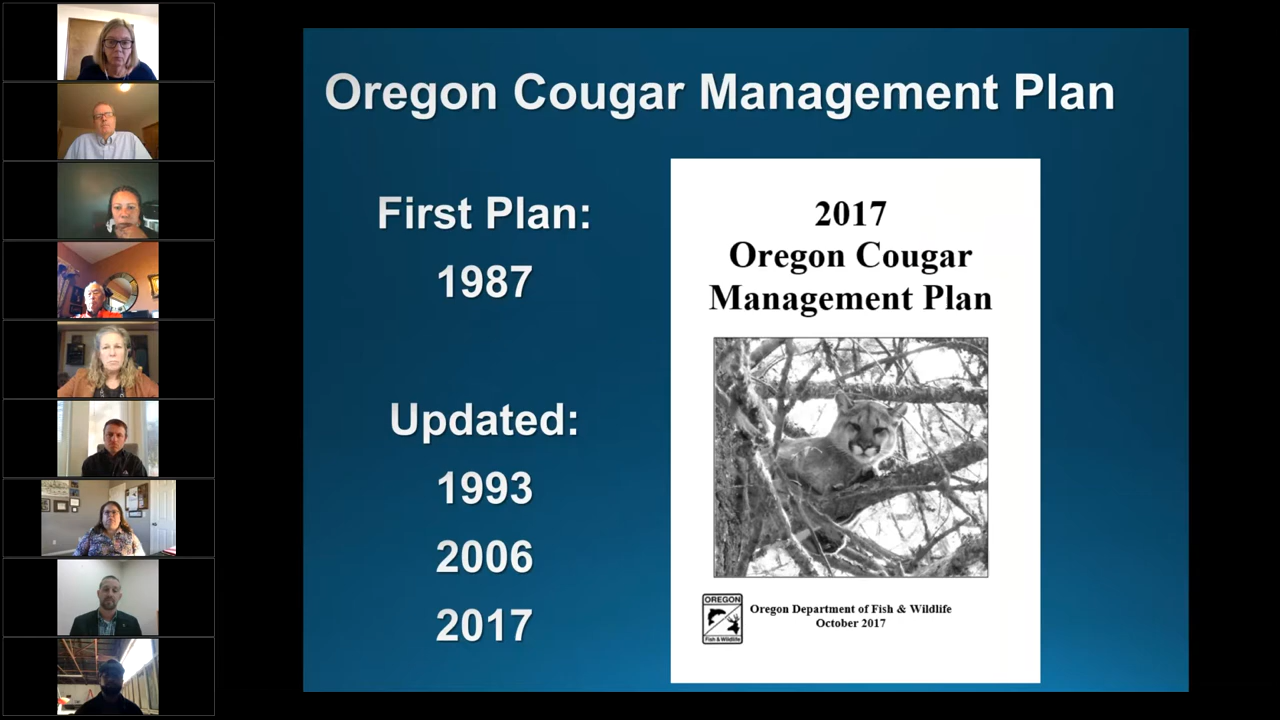 Oregon Cougar Management Plan
First Plan:
1987
Updated:
1993
2006
2017
2017
Oregon Cougar
Management Plan
OREGON
Fish & Wildlife
Oregon Department of Fish & Wildlife
October 2017